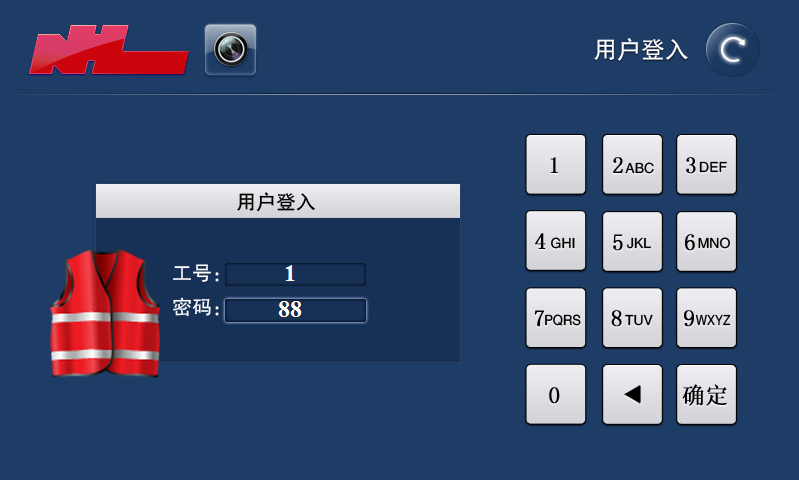 NHL
用户登入
用户登入
工号: 1
密码: 88
1 2ABC 3DEF
4GHI 5JKL 6MNO
7PQRS 8TUV 9WXYZ
0 ◀ 确定